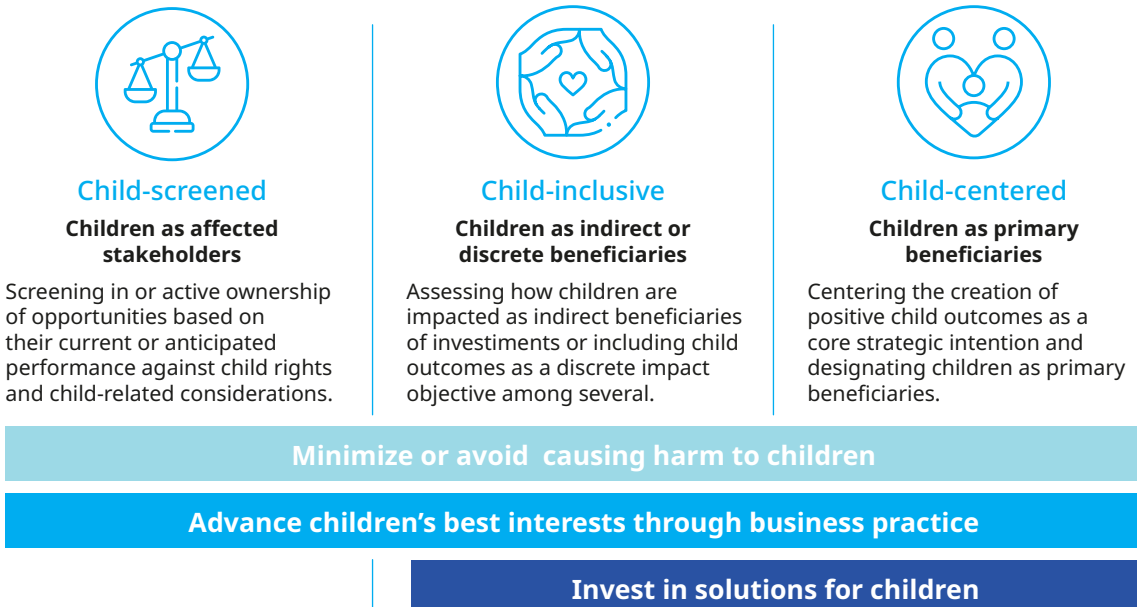 Child-screened
Children as affected
stakeholders
Screening in or active ownership
of opportunities based on
their current or anticipated
performance against child rights
and child-related considerations.
Child-inclusive
Children as indirect or
discrete beneficiaries
Assessing how children are
impacted as indirect beneficiaries
of investiments or including child
outcomes as a discrete impact
objective among several.
Child-centered
Children as primary
beneficiaries
Centering the creation of
positive child outcomes as a
core strategic intention and
designating children as primary
beneficiaries.
Minimize or avoid causing harm to children
Advance children’s best interests through business practice
Invest in solutions for children